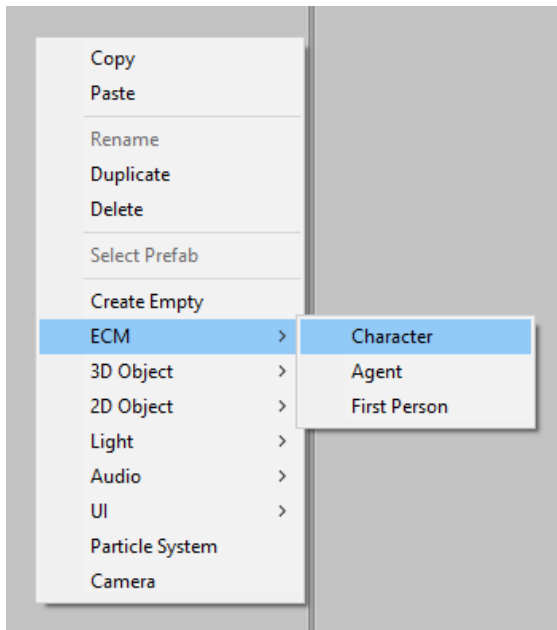 Copy
Paste
Rename
Duplicate
Delete
Select Prefab
Create Empty
ECM
3D Object
2D Object
Light
Audio
UI
Particle System
Camera
Character
Agent
First Person